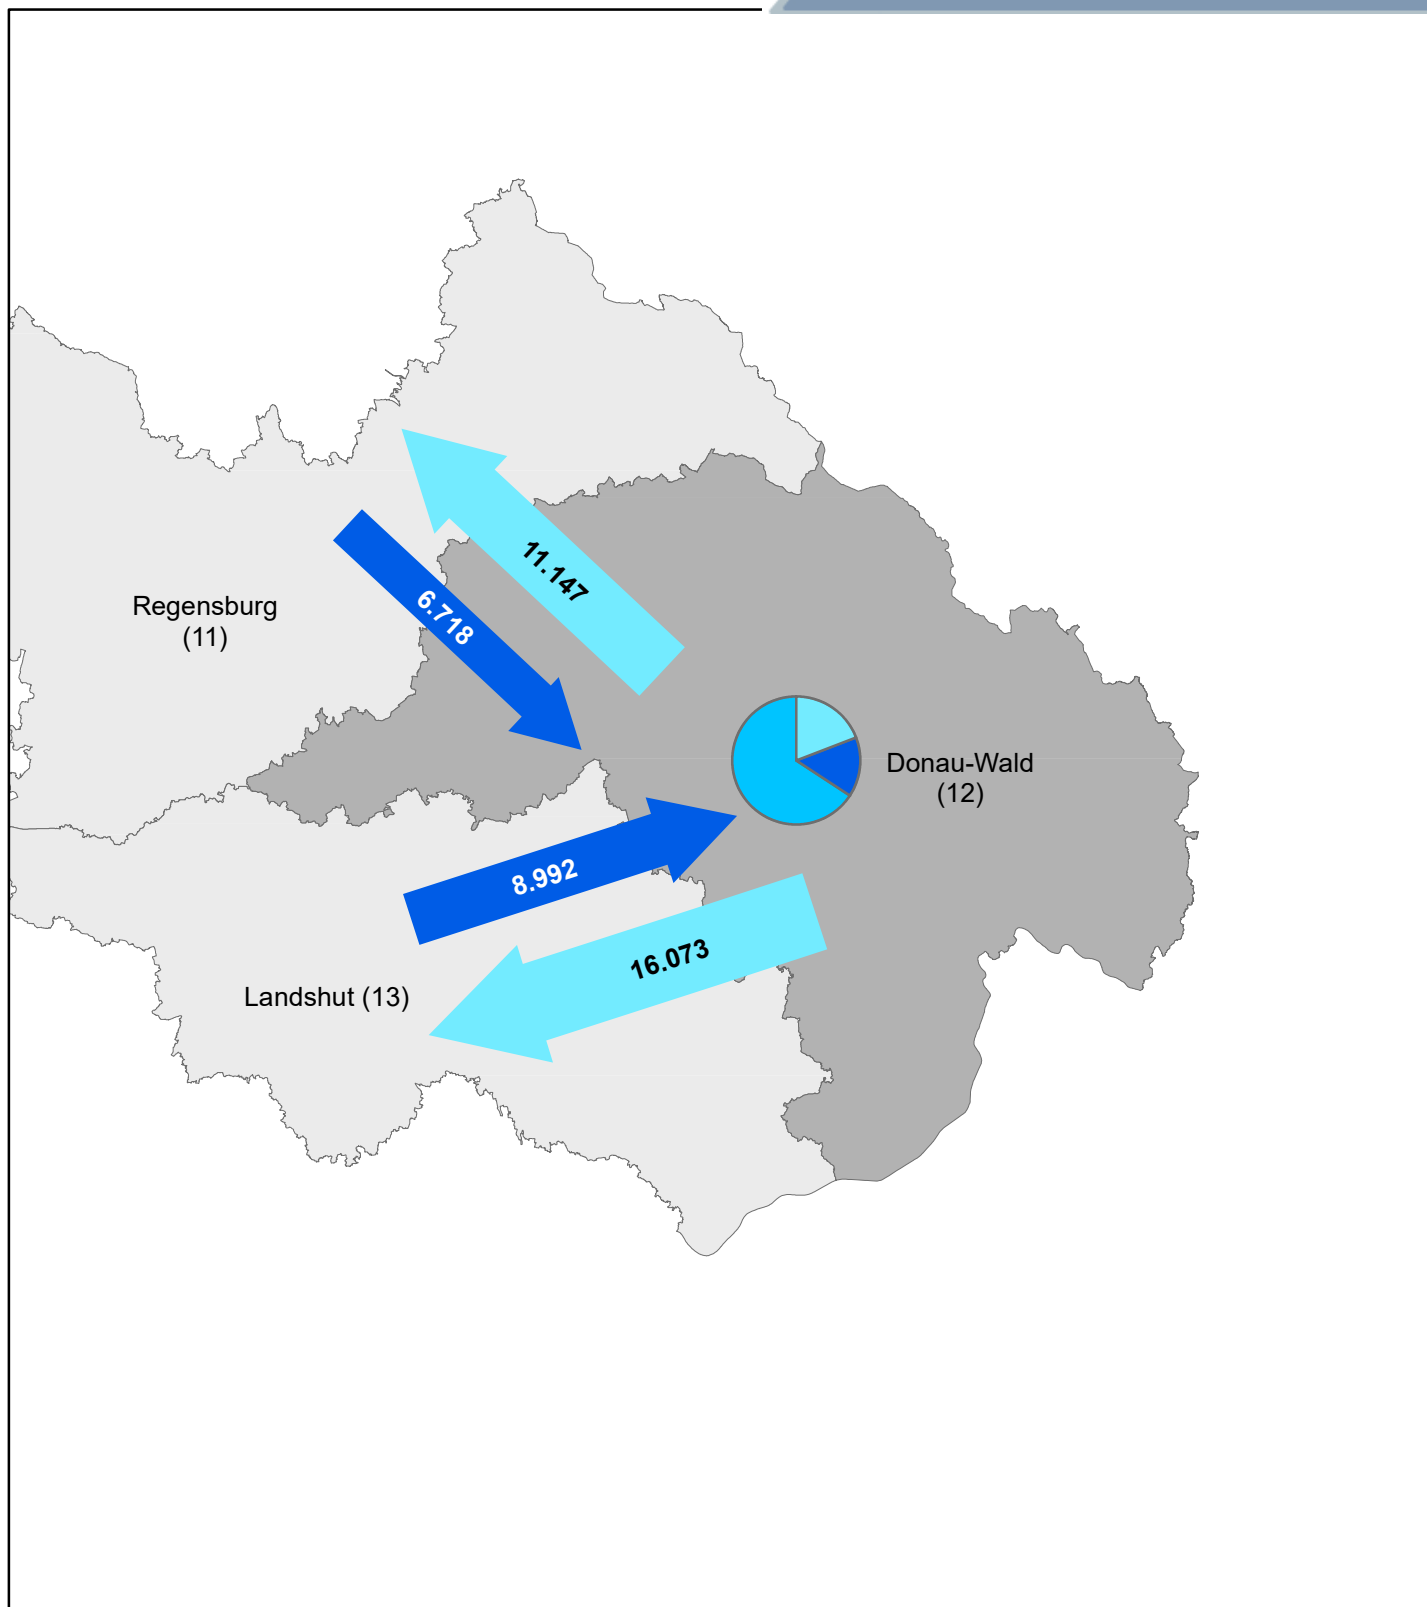 11.147
6.718
Regensburg
(11)
Donau-Wald
(12)
8.992
16.073
Landshut (13)